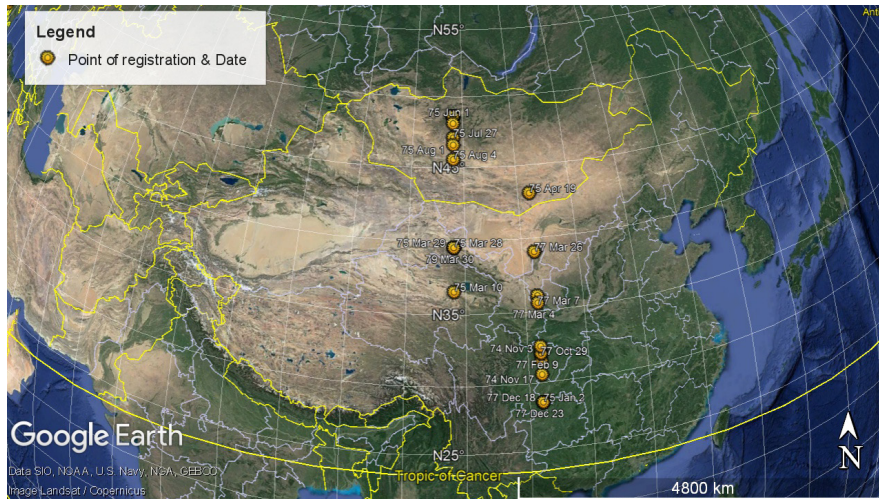 Anti
Legend
Point of registration & Date
N55°
75 Jun 1
75 Jul 27
75 Aug 1
75 Aug 4
N45°
75 Apr 19
75 Mar 29
75 Mar 28
77 Mar 26
79 Mar 30
75 Mar 10
77 Mar 7
N35°
77 Mar 4
74 Nov 3
77 Oct 29
77 Feb 9
74 Nov 17
77 Dec 18
75 Jan 2
77 Dec 23
Google Earth
N25°
Data SIO, NOAA, U.S. Navy, NGA, GEBCO
Tropic of Cancer
N
Image Landsat / Copernicus
4800 km